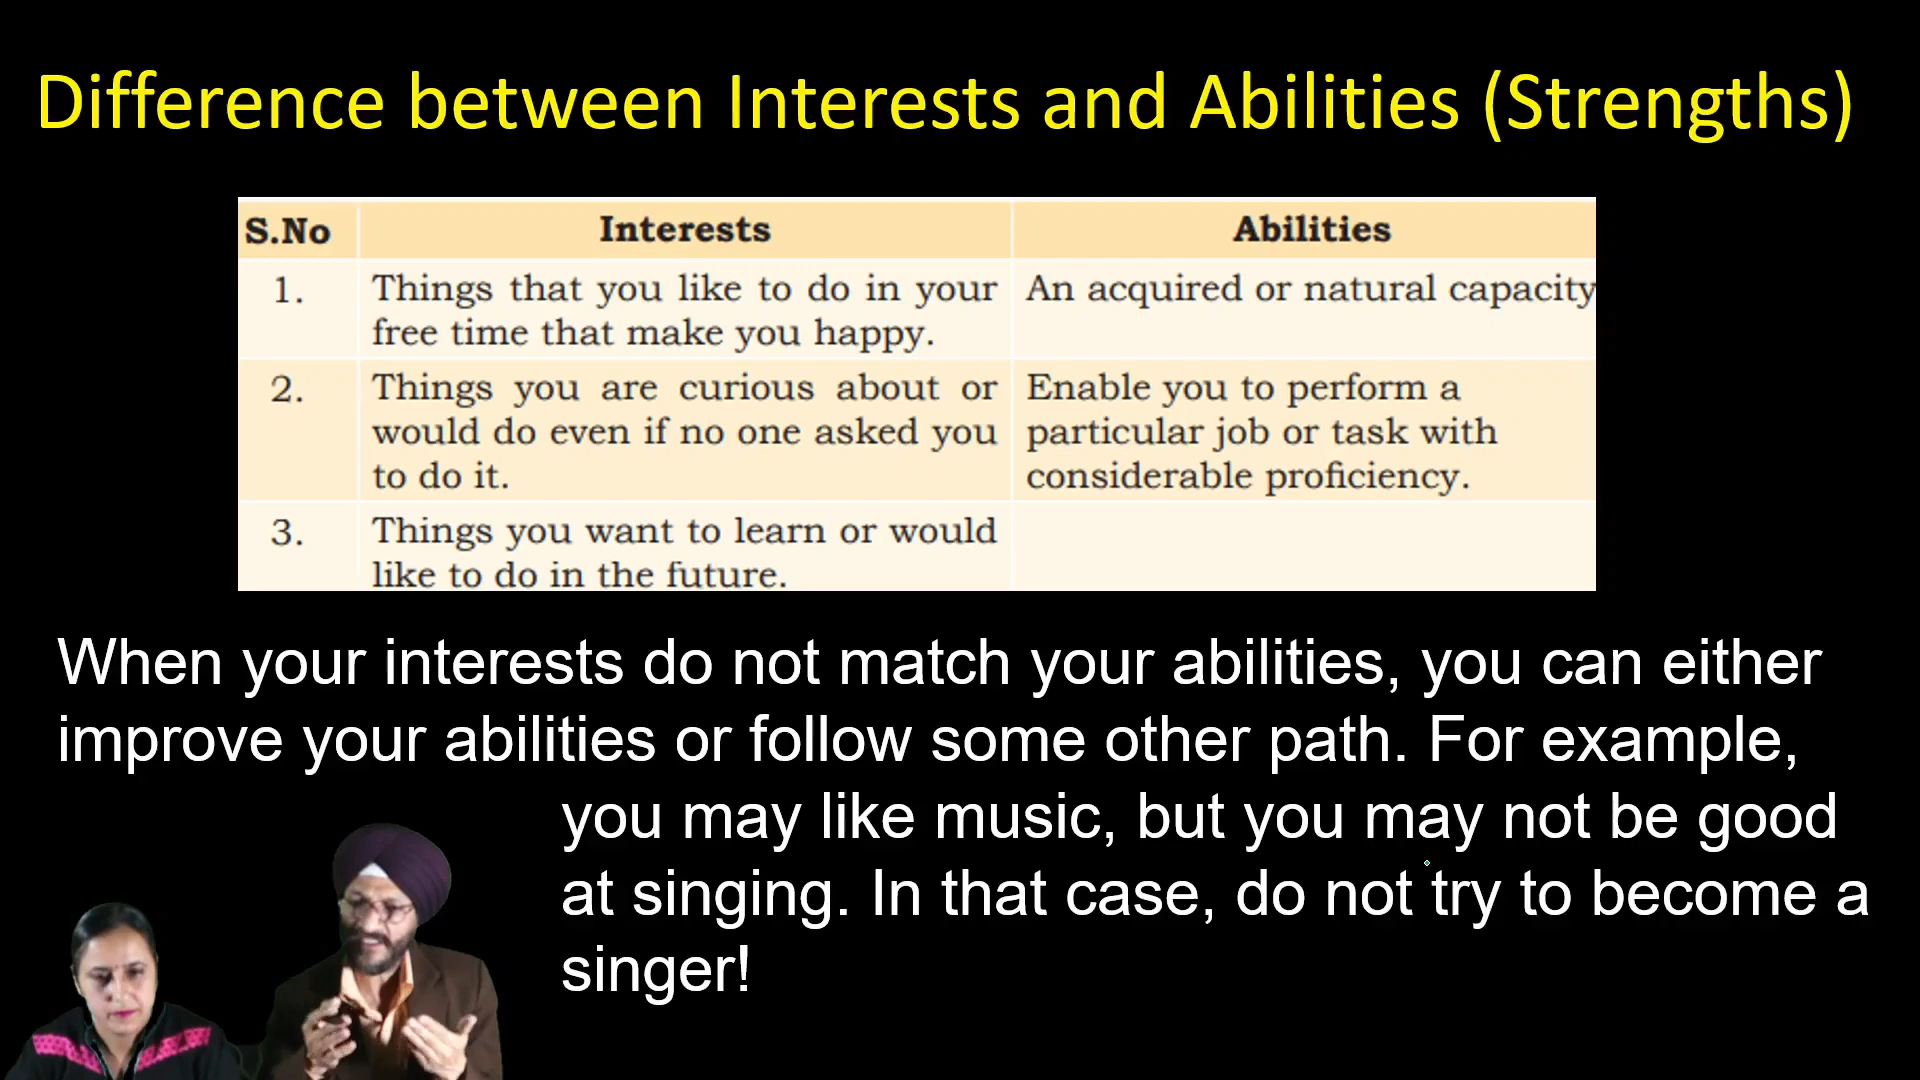 Difference between Interests and Abilities (Strengths)
S.No Interests Abilities
1. Things that you like to do in your An acquired or natural capacity
free time that make you happy.
2. Things you are curious about or Enable you to perform a
would do even if no one asked you particular job or task with
to do it. considerable proficiency.
3. Things you want to learn or would
like to do in the future.
When your interests do not match your abilities, you can either
improve your abilities or follow some other path. For example,
you may like music, but you may not be good
at singing. In that case, do not try to become a
singer!